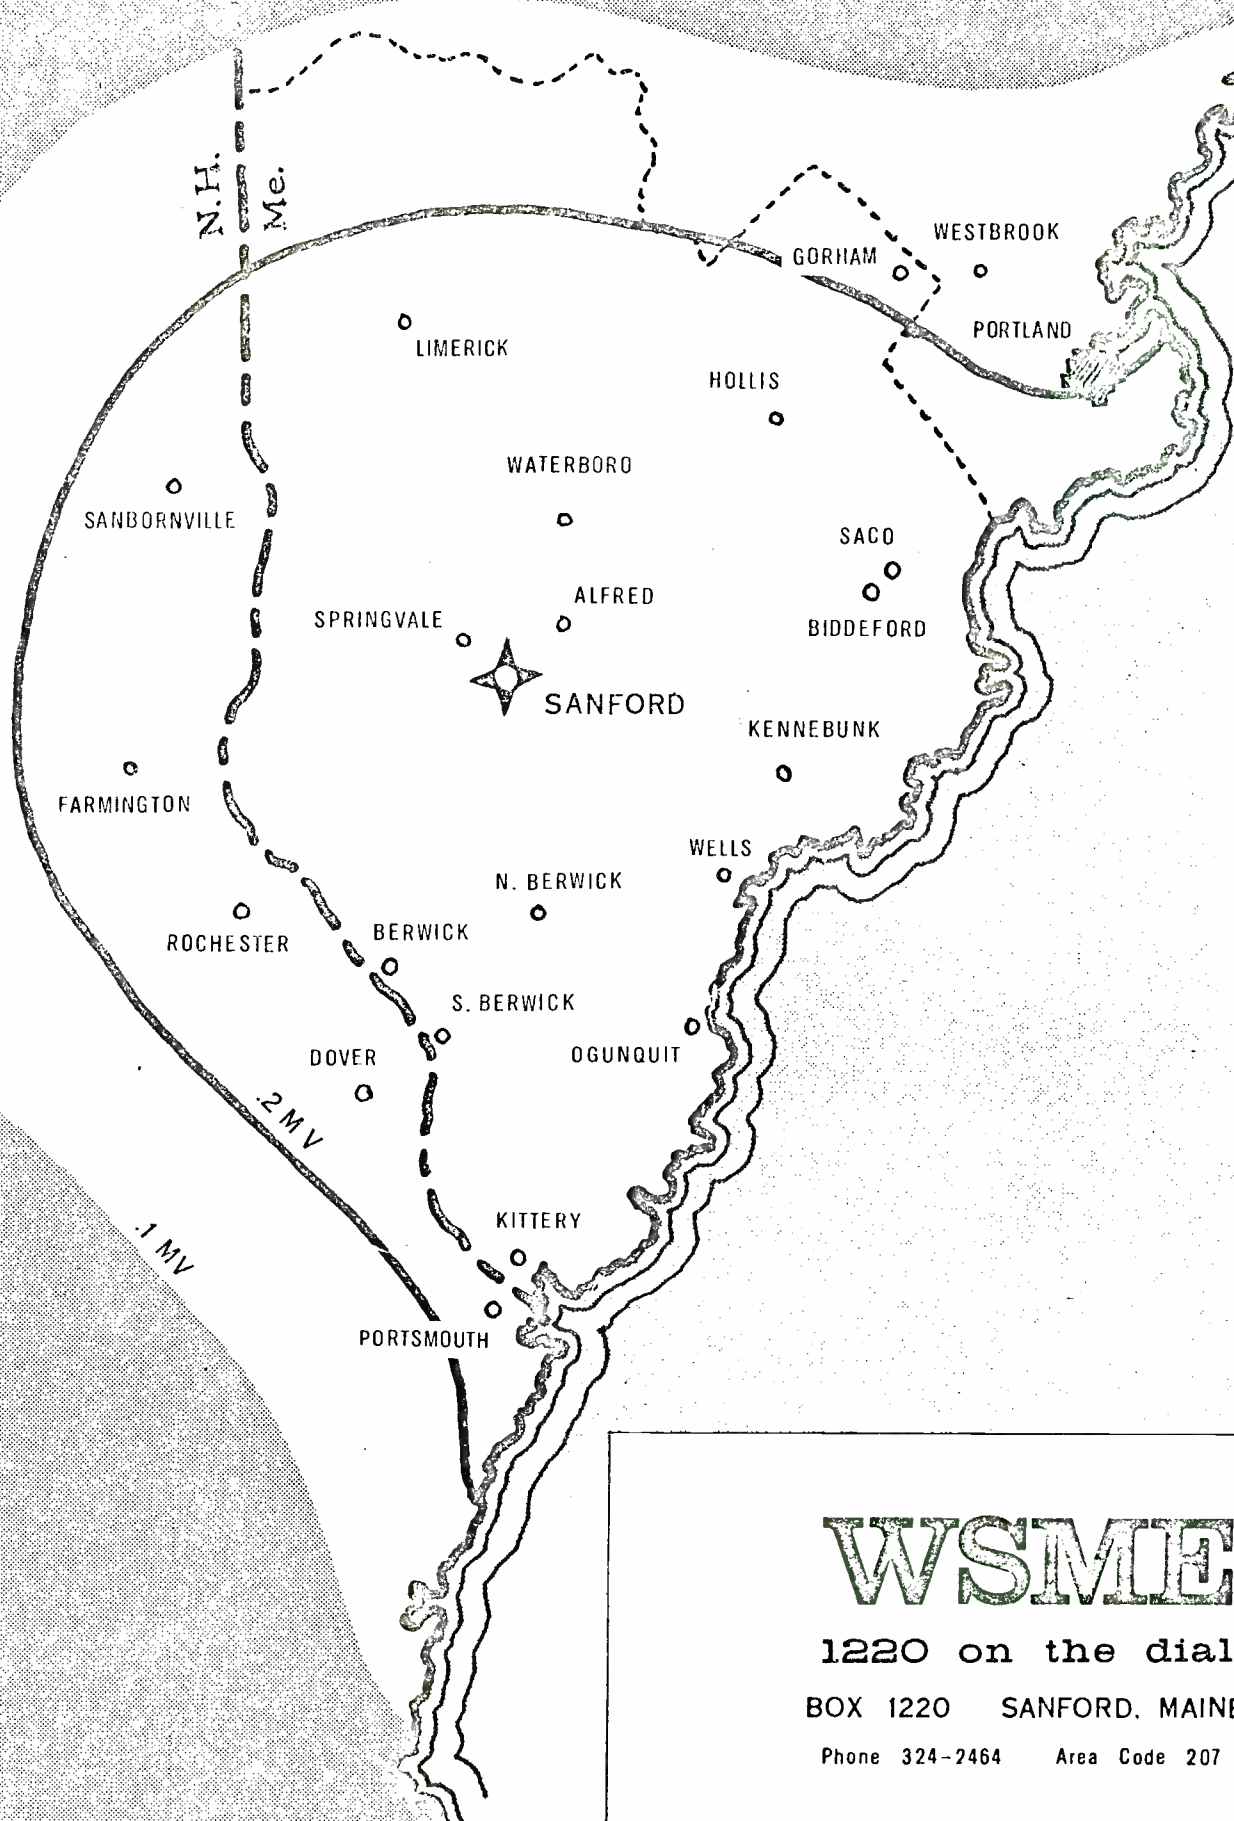 N.H.
Me.
WESTBROOK
GORHAM
PORTLAND
LIMERICK
HOLLIS
WATERBORO
SANBORNVILLE
SACO
ALFRED
SPRINGVALE
BIDDEFORD
SANFORD
KENNEBUNK
FARMINGTON
WELLS
N. BERWICK
BERWICK
ROCHESTER
S. BERWICK
DOVER
OGUNQUIT
.2 MV
KITTERY
.1 MV
PORTSMOUTH
WSME
1220 on the dial
BOX 1220 SANFORD, MAINE
Phone 324-2464 Area Code 207